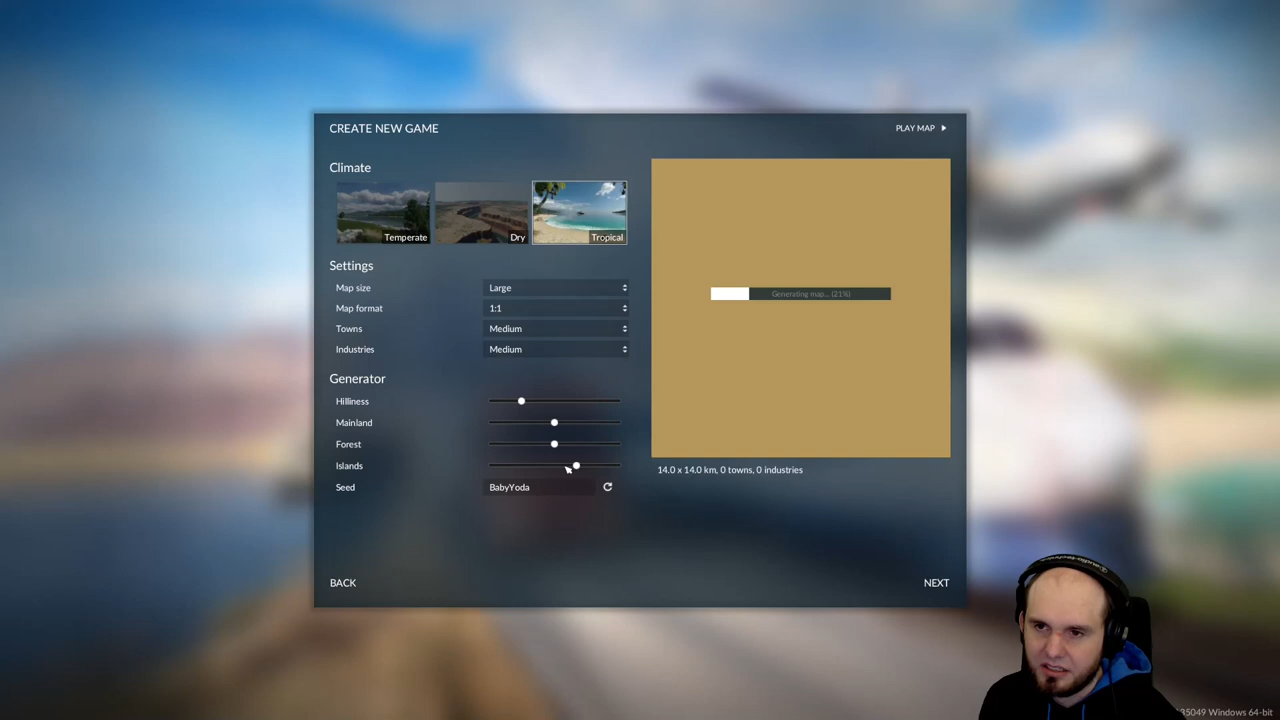 CREATE NEW GAME
PLAY MAP
Climate
Temperate
Dry
Tropical
Settings
Map size
Large
Map format
1:1
Towns
Medium
Industries
Medium
Generator
Hilliness
Mainland
Forest
Islands
Seed
BabyYoda
Generating map... (21%)
14.0 x 14.0 km, 0 towns, 0 industries
BACK
NEXT
35049 Windows 64-bit